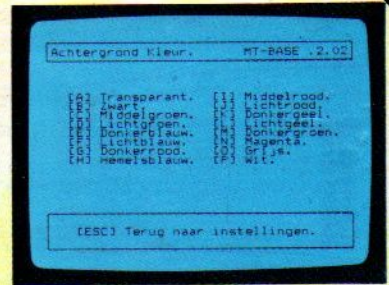 Achtergrond Kleur. MT-BASE .2.02
[A] Transparant. [I] Middelrood.
[B] Zwart. [J] Lichtrood.
[C] Middelgroen. [K] Donkergeel.
[D] Lichtgroen. [L] Lichtgeel.
[E] Donkerblauw. [M] Donkergroen.
[F] Lichtblauw. [N] Magenta.
[G] Donkerrood. [O] Grijs.
[H] Hemelsblauw. [P] Wit.
[ESC] Terug naar instellingen.